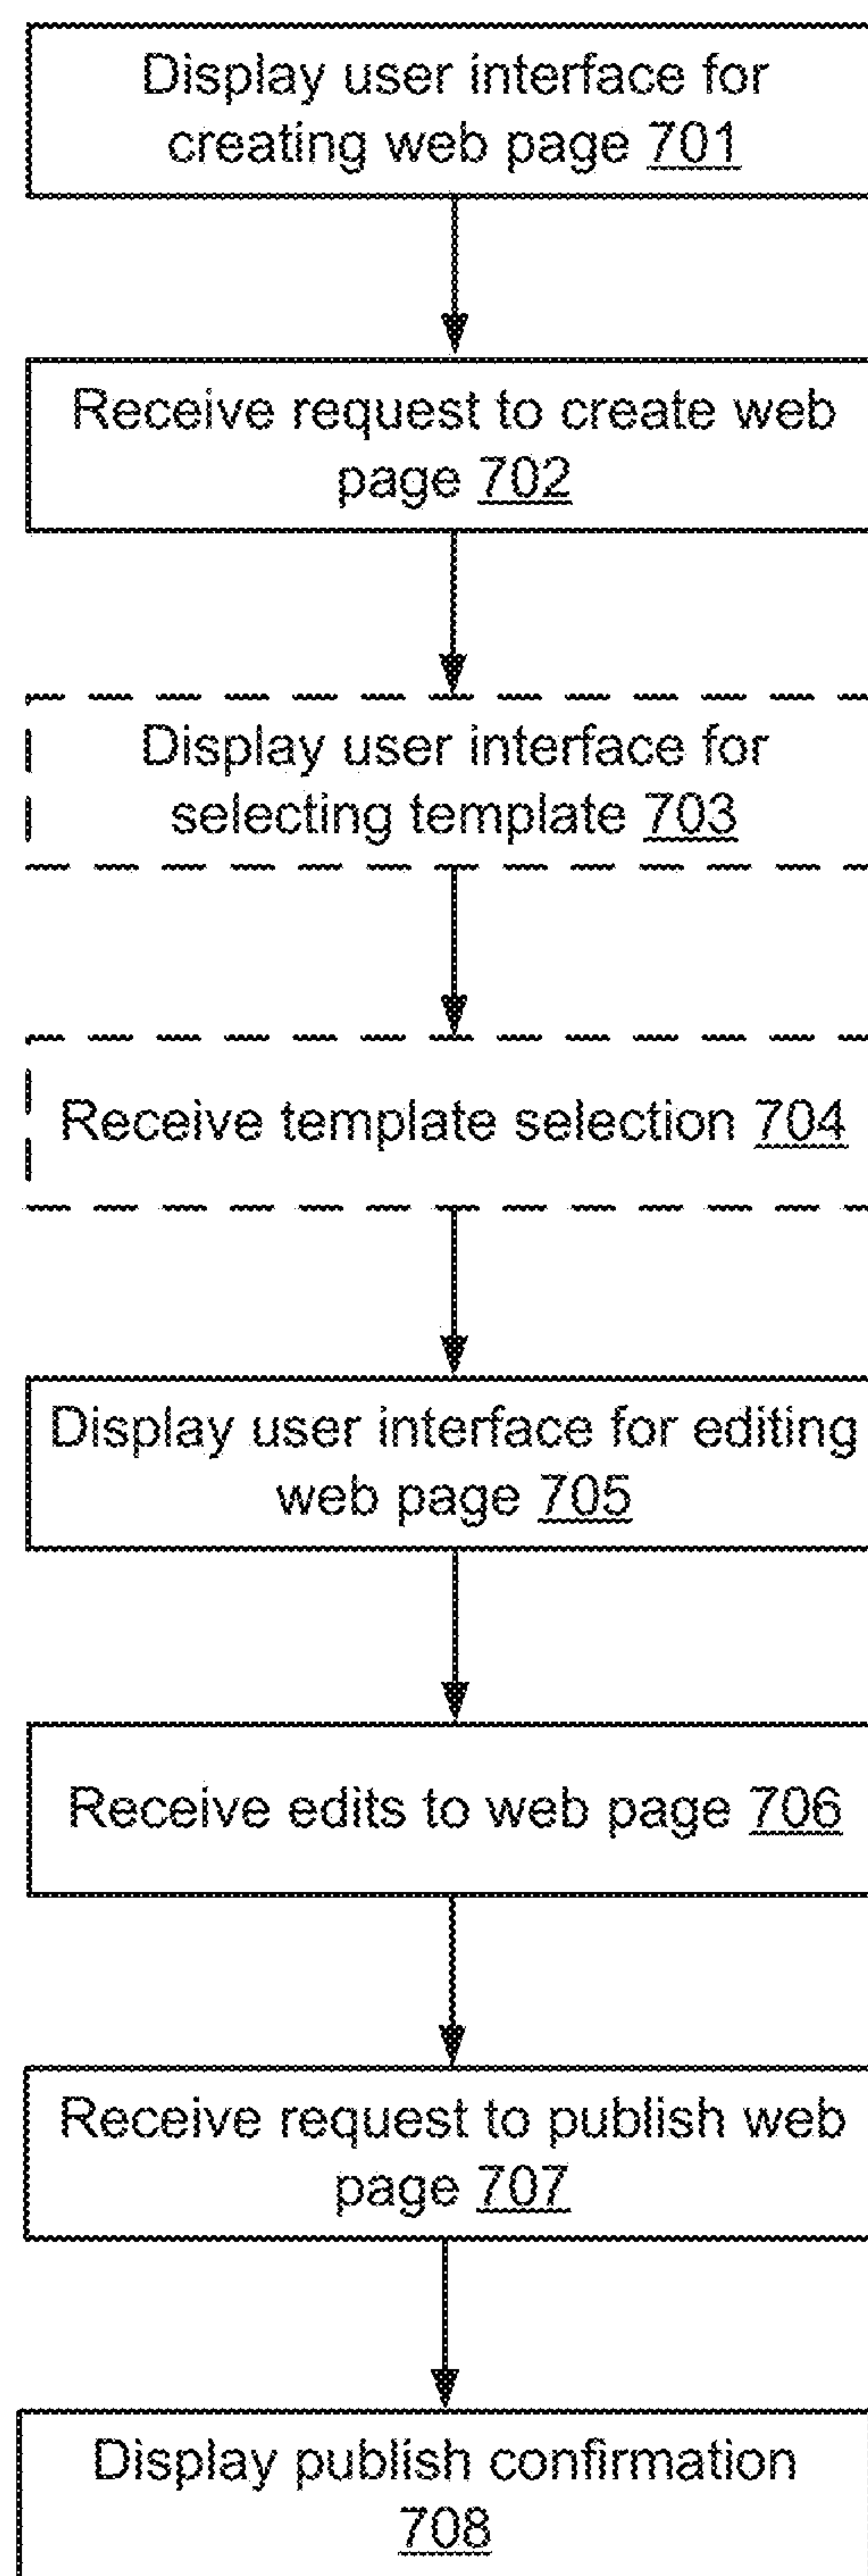 Display user interface for
creating web page 701
Receive request to create web
page 702
Display user interface for
selecting template 703
Receive template selection 704
Display user interface for editing
web page 705
Receive edits to web page 706
Receive request to publish web
page 707
Display publish confirmation
708